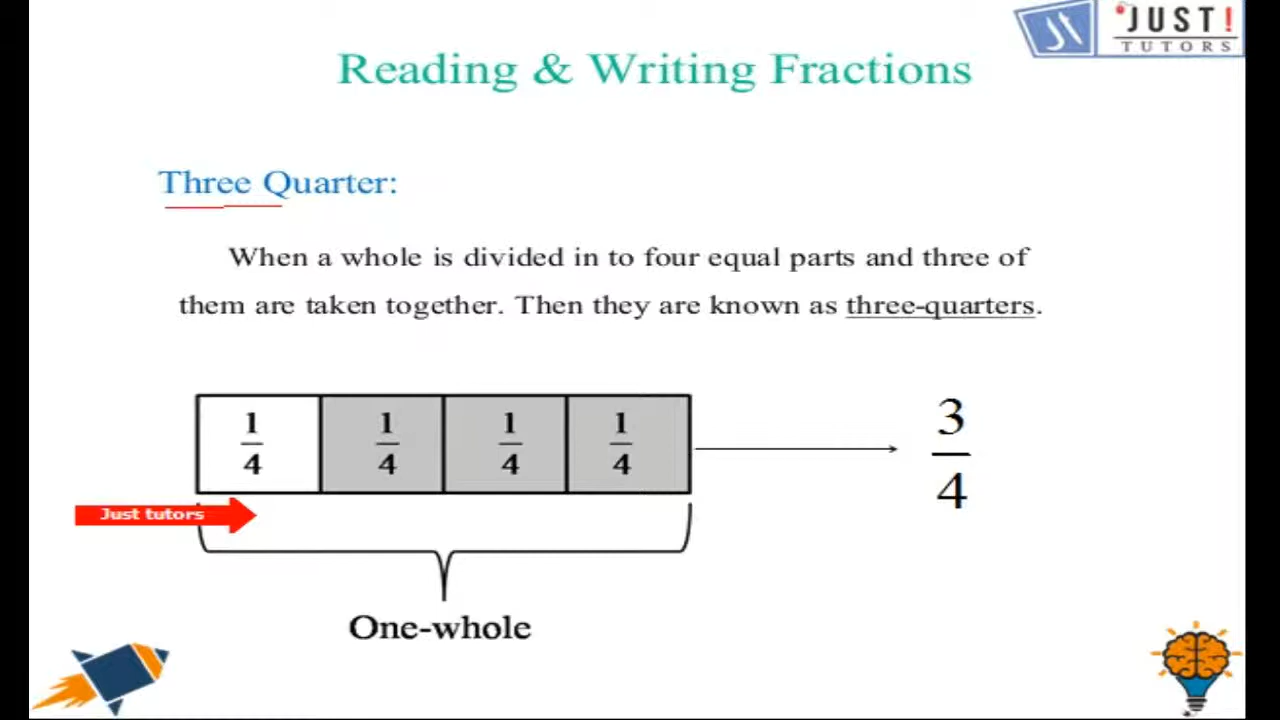 JUST!
TUTORS
Reading & Writing Fractions
Three Quarter:
When a whole is divided in to four equal parts and three of
them are taken together. Then they are known as three-quarters.
1/4 1/4 1/4 1/4
3/4
Just tutors
One-whole